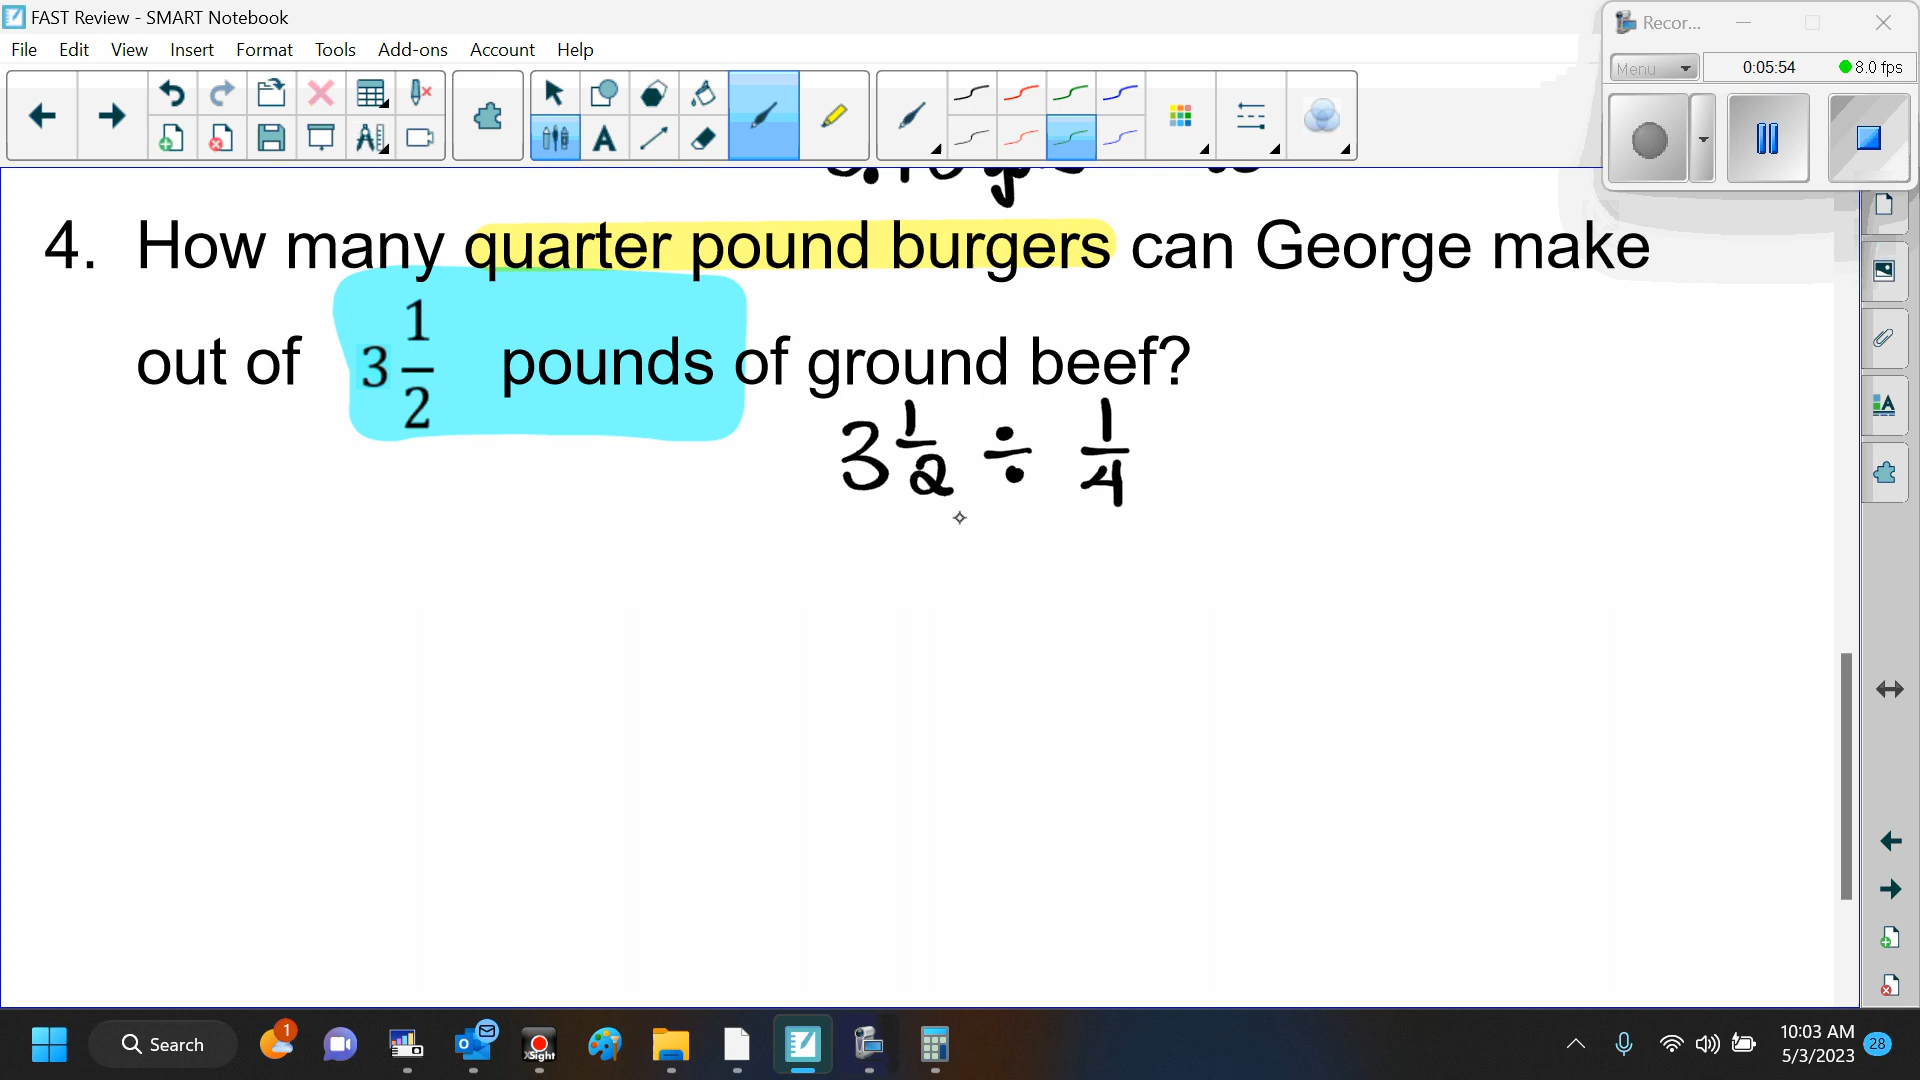 FAST Review - SMART Notebook
Recor...
File Edit View Insert Format Tools Add-ons Account Help
Menu 0:05:54 8.0 fps
4. How many quarter pound burgers can George make
out of 3 1/2 pounds of ground beef?
3 1/2 ÷ 1/4
Search
1
XSight
10:03 AM
5/3/2023
28